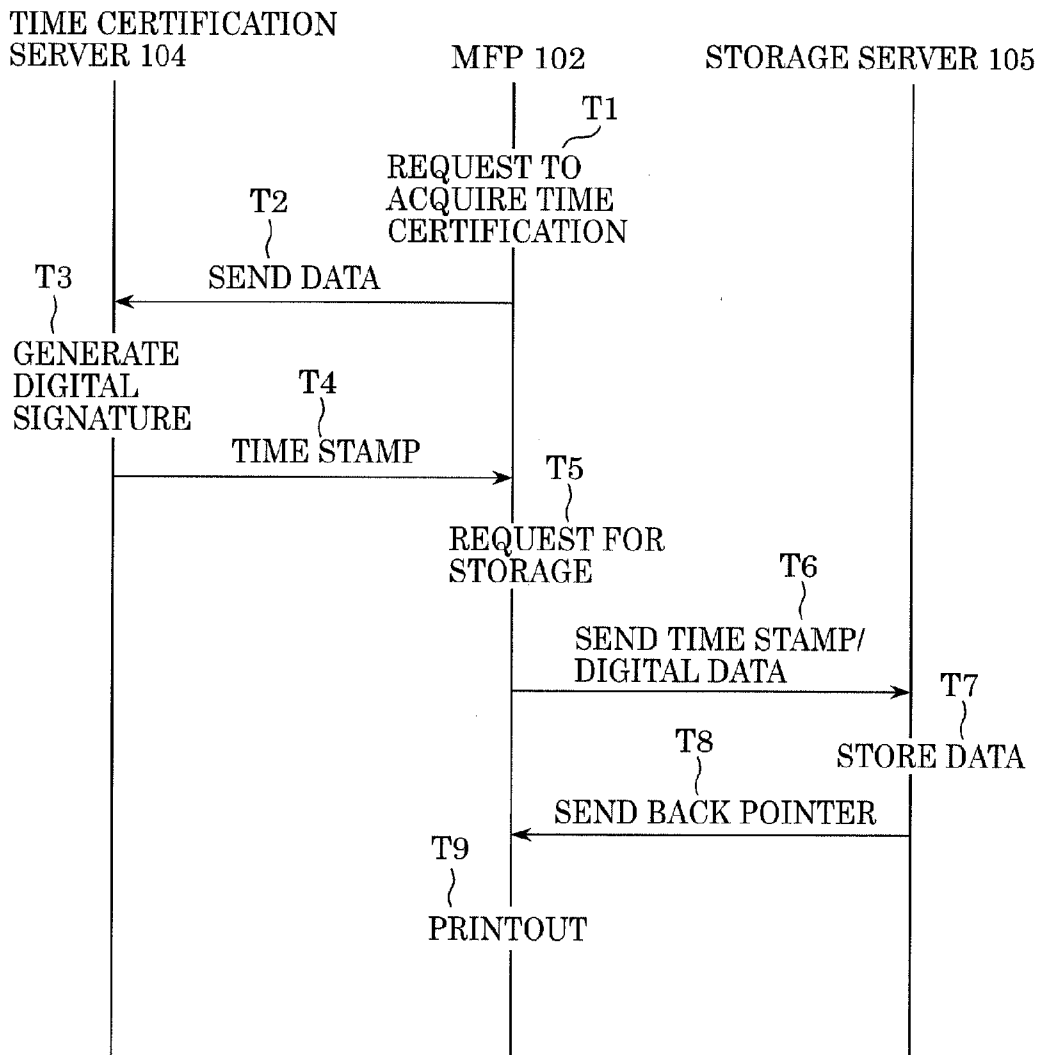 TIME CERTIFICATION
SERVER 104
MFP 102
STORAGE SERVER 105
T1
REQUEST TO
ACQUIRE TIME
CERTIFICATION
T2
SEND DATA
T3
GENERATE
DIGITAL
SIGNATURE
T4
TIME STAMP
T5
REQUEST FOR
STORAGE
T6
SEND TIME STAMP/
DIGITAL DATA
T7
STORE DATA
T8
SEND BACK POINTER
T9
PRINTOUT